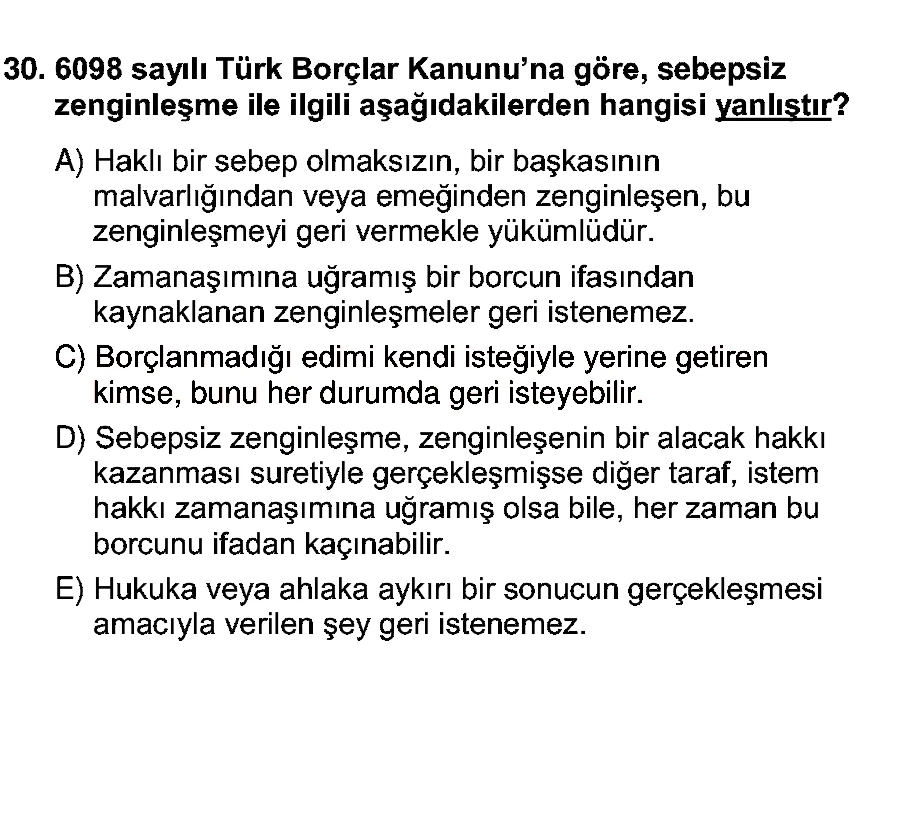 30. 6098 sayılı Türk Borçlar Kanunu’na göre, sebepsiz
zenginleşme ile ilgili aşağıdakilerden hangisi yanlıştır?
A) Haklı bir sebep olmaksızın, bir başkasının
malvarlığından veya emeğinden zenginleşen, bu
zenginleşmeyi geri vermekle yükümlüdür.
B) Zamanaşımına uğramış bir borcun ifasından
kaynaklanan zenginleşmeler geri istenemez.
C) Borçlanmadığı edimi kendi isteğiyle yerine getiren
kimse, bunu her durumda geri isteyebilir.
D) Sebepsiz zenginleşme, zenginleşenin bir alacak hakkı
kazanması suretiyle gerçekleşmişse diğer taraf, istem
hakkı zamanaşımına uğramış olsa bile, her zaman bu
borcunu ifadan kaçınabilir.
E) Hukuka veya ahlaka aykırı bir sonucun gerçekleşmesi
amacıyla verilen şey geri istenemez.